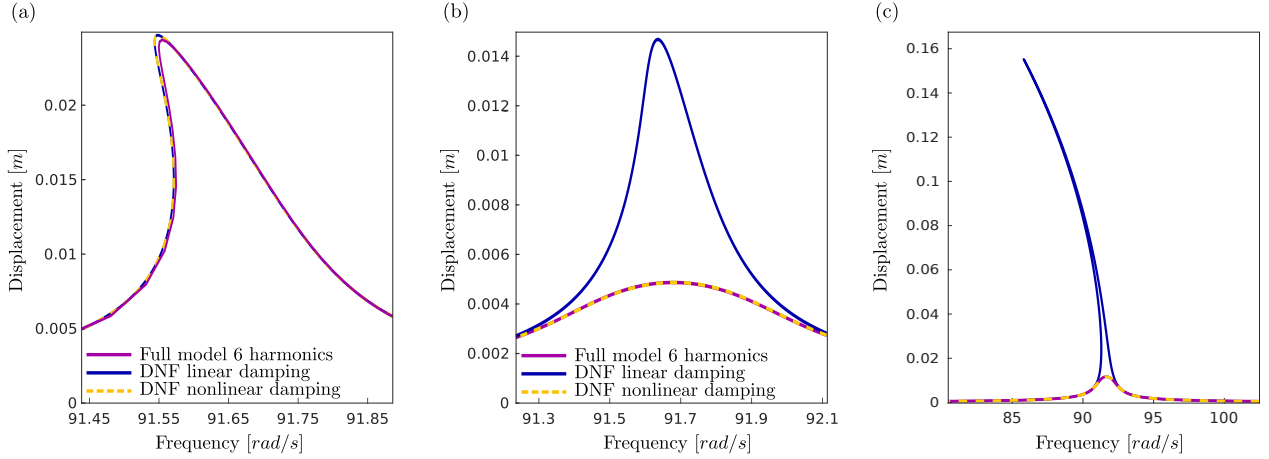 (a)
Displacement [m]
0.02
0.015
0.01
0.005
0
Full model 6 harmonics
DNF linear damping
DNF nonlinear damping
91.45 91.55 91.65 91.75 91.85
Frequency [rad/s]
(b)
Displacement [m]
0.014
0.012
0.01
0.008
0.006
0.004
0.002
0
Full model 6 harmonics
DNF linear damping
DNF nonlinear damping
91.3 91.5 91.7 91.9 92.1
Frequency [rad/s]
(c)
Displacement [m]
0.16
0.14
0.12
0.1
0.08
0.06
0.04
0.02
0
85 90 95 100
Frequency [rad/s]